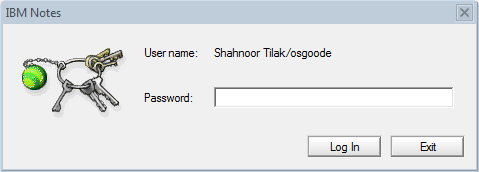 IBM Notes
User name: Shahnoor Tilak/osgoode
Password:
Log In Exit